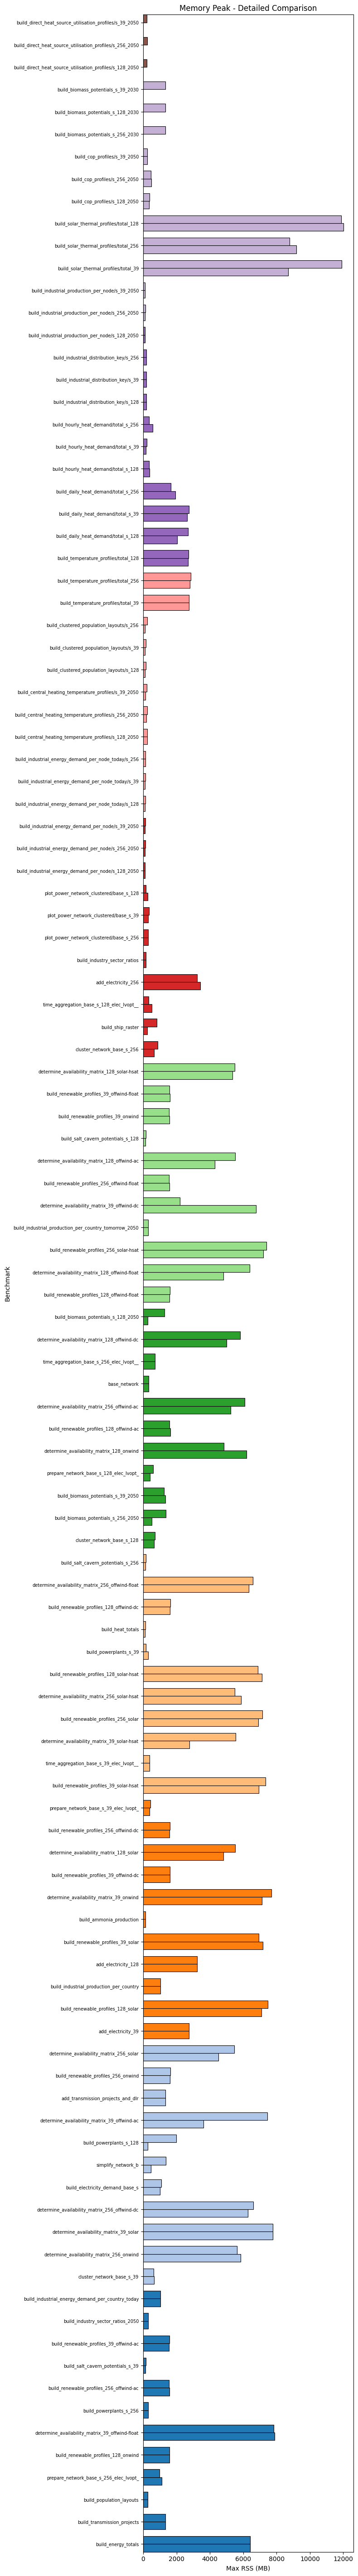 Memory Peak - Detailed Comparison
build_direct_heat_source_utilisation_profiles/s_39_2050
build_direct_heat_source_utilisation_profiles/s_256_2050
build_direct_heat_source_utilisation_profiles/s_128_2050
build_biomass_potentials_s_39_2030
build_biomass_potentials_s_128_2030
build_biomass_potentials_s_256_2030
build_cop_profiles/s_39_2050
build_cop_profiles/s_256_2050
build_cop_profiles/s_128_2050
build_solar_thermal_profiles/total_128
build_solar_thermal_profiles/total_256
build_solar_thermal_profiles/total_39
build_industrial_production_per_node/s_39_2050
build_industrial_production_per_node/s_256_2050
build_industrial_production_per_node/s_128_2050
build_industrial_distribution_key/s_256
build_industrial_distribution_key/s_39
build_industrial_distribution_key/s_128
build_hourly_heat_demand/total_s_256
build_hourly_heat_demand/total_s_39
build_hourly_heat_demand/total_s_128
build_daily_heat_demand/total_s_256
build_daily_heat_demand/total_s_39
build_daily_heat_demand/total_s_128
build_temperature_profiles/total_128
build_temperature_profiles/total_256
build_temperature_profiles/total_39
build_clustered_population_layouts/s_256
build_clustered_population_layouts/s_39
build_clustered_population_layouts/s_128
build_central_heating_temperature_profiles/s_39_2050
build_central_heating_temperature_profiles/s_256_2050
build_central_heating_temperature_profiles/s_128_2050
build_industrial_energy_demand_per_node_today/s_256
build_industrial_energy_demand_per_node_today/s_39
build_industrial_energy_demand_per_node_today/s_128
build_industrial_energy_demand_per_node/s_39_2050
build_industrial_energy_demand_per_node/s_256_2050
build_industrial_energy_demand_per_node/s_128_2050
plot_power_network_clustered/base_s_128
plot_power_network_clustered/base_s_39
plot_power_network_clustered/base_s_256
build_industry_sector_ratios
add_electricity_256
time_aggregation_base_s_128_elec_lvopt__
build_ship_raster
cluster_network_base_s_256
determine_availability_matrix_128_solar-hsat
build_renewable_profiles_39_offwind-float
build_renewable_profiles_39_onwind
build_salt_cavern_potentials_s_128
determine_availability_matrix_128_offwind-ac
build_renewable_profiles_256_offwind-float
determine_availability_matrix_39_offwind-dc
build_industrial_production_per_country_tomorrow_2050
build_renewable_profiles_256_solar-hsat
determine_availability_matrix_128_offwind-float
build_renewable_profiles_128_offwind-float
build_biomass_potentials_s_128_2050
determine_availability_matrix_128_offwind-dc
time_aggregation_base_s_256_elec_lvopt__
base_network
determine_availability_matrix_256_offwind-ac
build_renewable_profiles_128_offwind-ac
determine_availability_matrix_128_onwind
prepare_network_base_s_128_elec_lvopt_
build_biomass_potentials_s_39_2050
build_biomass_potentials_s_256_2050
cluster_network_base_s_128
build_salt_cavern_potentials_s_256
determine_availability_matrix_256_offwind-float
build_renewable_profiles_128_offwind-dc
build_heat_totals
build_powerplants_s_39
build_renewable_profiles_128_solar-hsat
determine_availability_matrix_256_solar-hsat
build_renewable_profiles_256_solar
determine_availability_matrix_39_solar-hsat
time_aggregation_base_s_39_elec_lvopt__
build_renewable_profiles_39_solar-hsat
prepare_network_base_s_39_elec_lvopt_
build_renewable_profiles_256_offwind-dc
determine_availability_matrix_128_solar
build_renewable_profiles_39_offwind-dc
determine_availability_matrix_39_onwind
build_ammonia_production
build_renewable_profiles_39_solar
add_electricity_128
build_industrial_production_per_country
build_renewable_profiles_128_solar
add_electricity_39
determine_availability_matrix_256_solar
build_renewable_profiles_256_onwind
add_transmission_projects_and_dlr
determine_availability_matrix_39_offwind-ac
build_powerplants_s_128
simplify_network_b
build_electricity_demand_base_s
determine_availability_matrix_256_offwind-dc
determine_availability_matrix_39_solar
determine_availability_matrix_256_onwind
cluster_network_base_s_39
build_industrial_energy_demand_per_country_today
build_industry_sector_ratios_2050
build_renewable_profiles_39_offwind-ac
build_salt_cavern_potentials_s_39
build_renewable_profiles_256_offwind-ac
build_powerplants_s_256
determine_availability_matrix_39_offwind-float
build_renewable_profiles_128_onwind
prepare_network_base_s_256_elec_lvopt_
build_population_layouts
build_transmission_projects
build_energy_totals
Benchmark
0 2000 4000 6000 8000 10000 12000
Max RSS (MB)